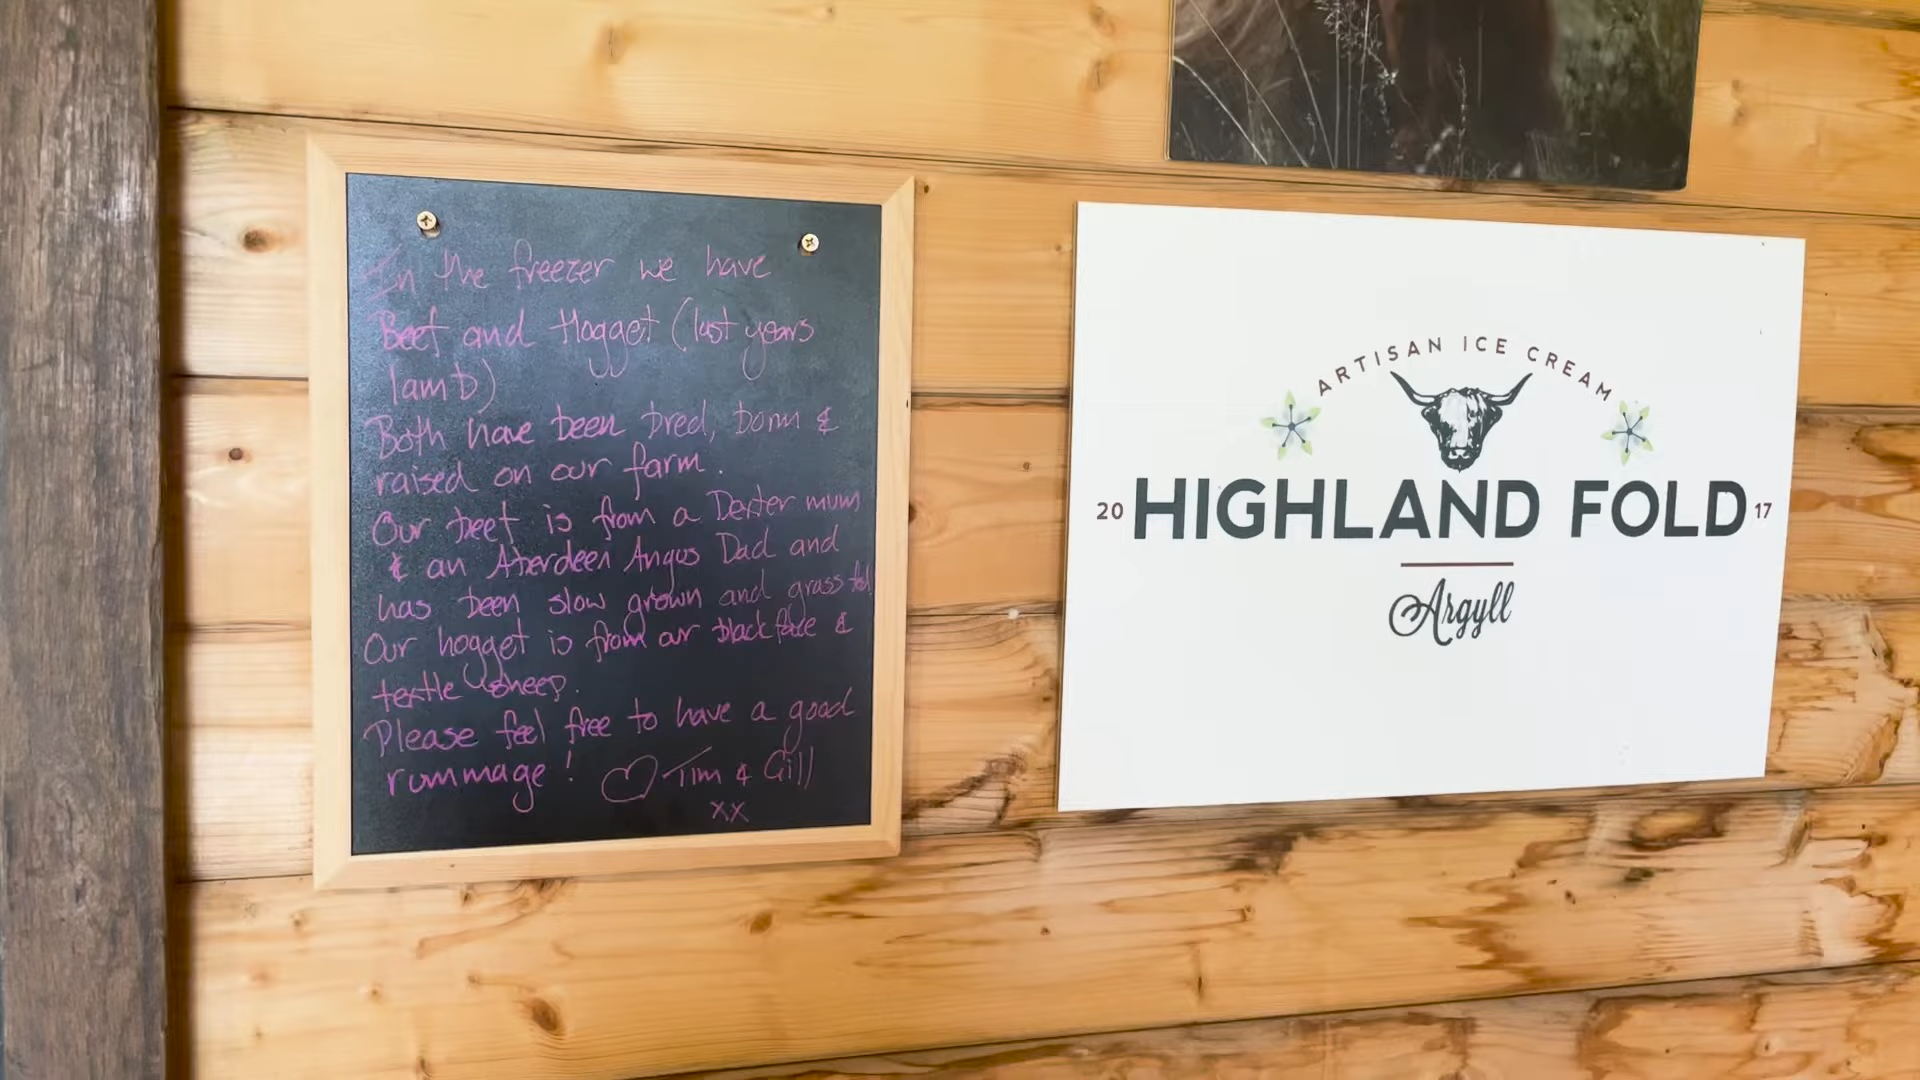 In the freezer we have
Beef and Hogget (last years
lamb)
Both have been bred, born &
raised on our farm.
Our beef is from a Dexter mum
& an Aberdeen Angus Dad and
has been slow grown and grass fed
Our hogget is from our blackface &
textle sheep.
Please feel free to have a good
rummage! Tim & Gill
xx
ARTISAN ICE CREAM
20 HIGHLAND FOLD 17
Argyll